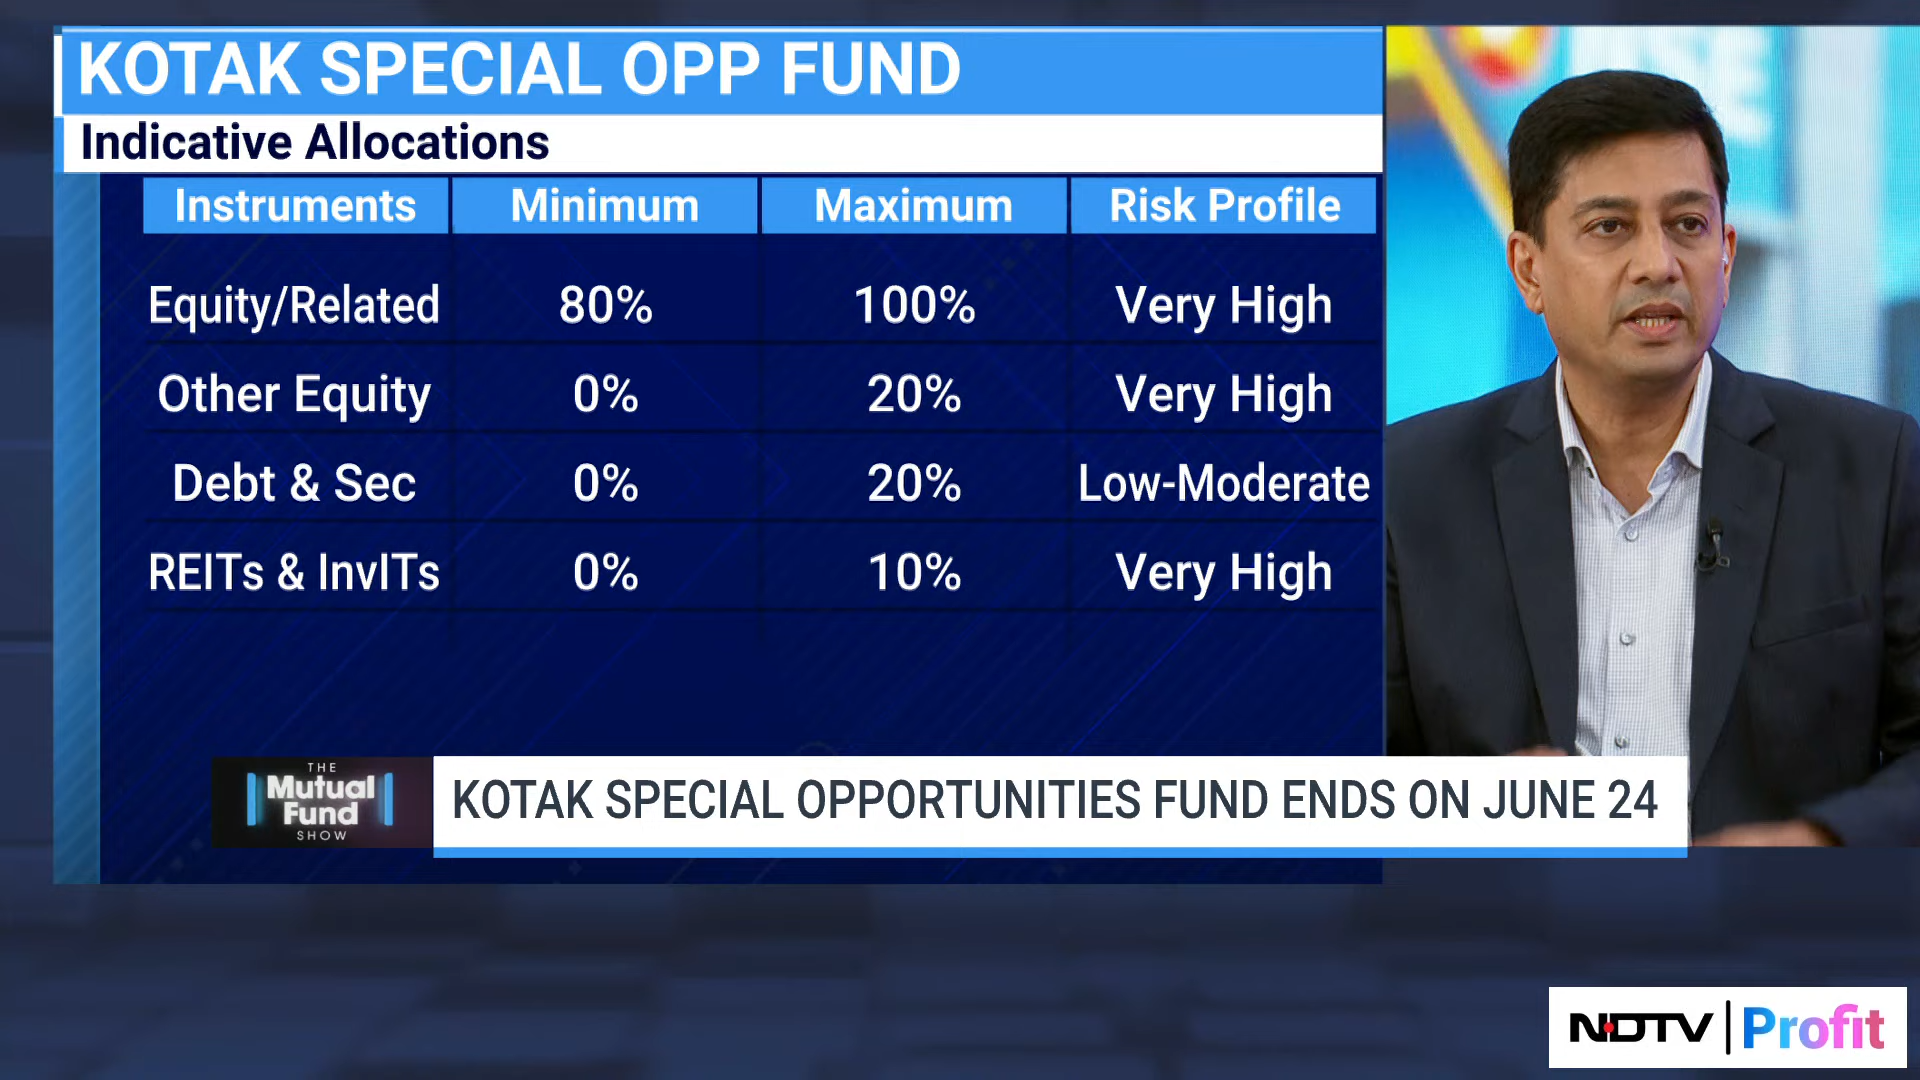 KOTAK SPECIAL OPP FUND
Indicative Allocations
Instruments Minimum Maximum Risk Profile
Equity/Related 80% 100% Very High
Other Equity 0% 20% Very High
Debt & Sec 0% 20% Low-Moderate
REITs & InvITs 0% 10% Very High
THE
Mutual
Fund
SHOW
KOTAK SPECIAL OPPORTUNITIES FUND ENDS ON JUNE 24
NDTV Profit